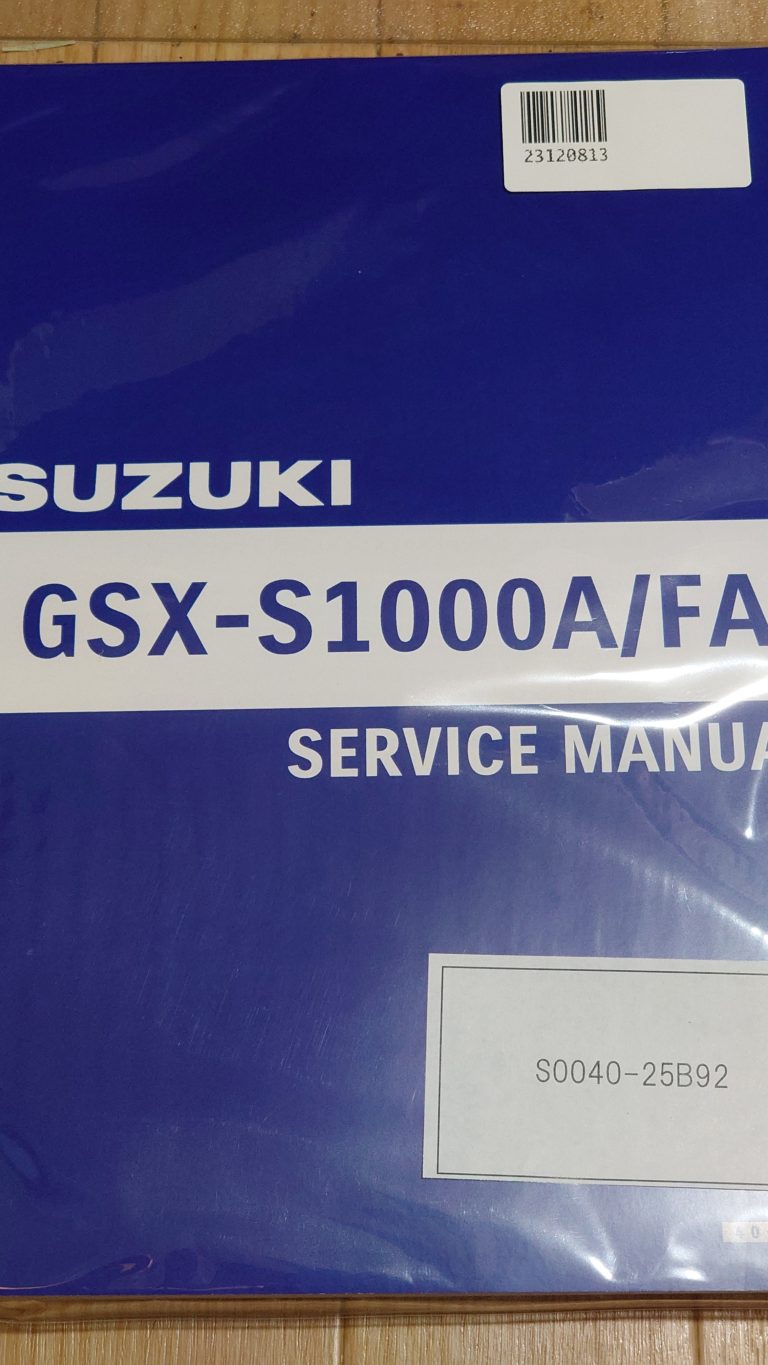 23120813
SUZUKI
GSX-S1000A/FA
SERVICE MANUA
S0040-25B92